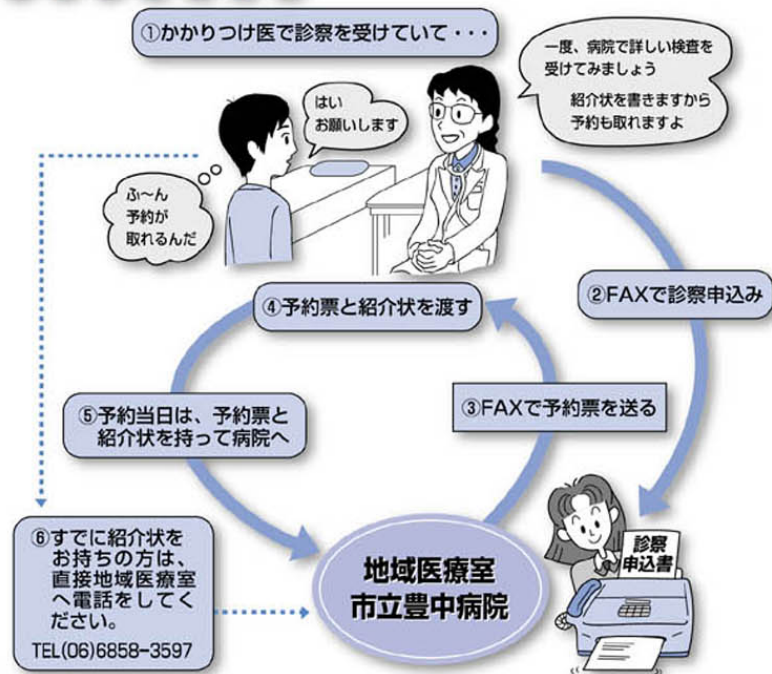 ①かかりつけ医で診察を受けていて・・・
一度、病院で詳しい検査を
受けてみましょう
紹介状を書きますから
予約も取れますよ
はい
お願いします
ふ〜ん
予約が
取れるんだ
②FAXで診察申込み
④予約票と紹介状を渡す
③FAXで予約票を送る
⑤予約当日は、予約票と
紹介状を持って病院へ
⑥すでに紹介状を
お持ちの方は、
直接地域医療室
へ電話をしてく
ださい。
TEL(06)6858−3597
地域医療室
市立豊中病院
診察
申込書